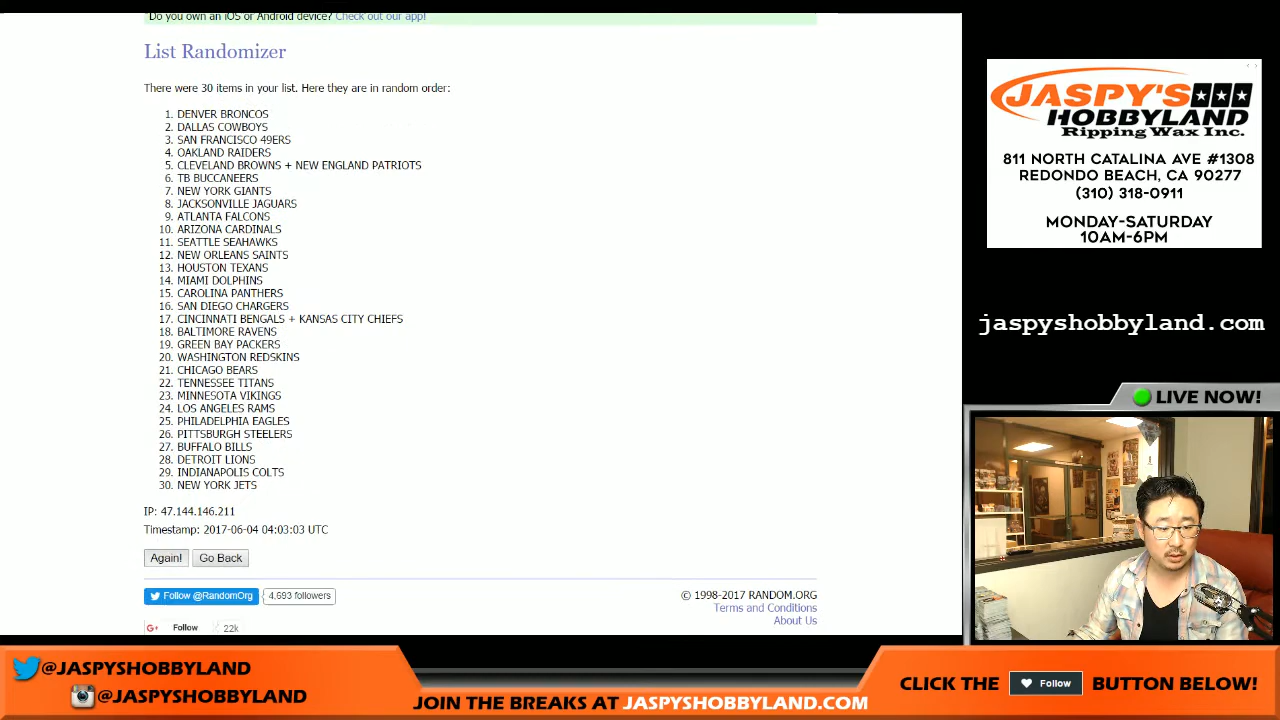 Do you own an iOS or Android device? Check out our app!
List Randomizer
There were 30 items in your list. Here they are in random order:
1. DENVER BRONCOS
2. DALLAS COWBOYS
3. SAN FRANCISCO 49ERS
4. OAKLAND RAIDERS
5. CLEVELAND BROWNS + NEW ENGLAND PATRIOTS
6. TB BUCCANEERS
7. NEW YORK GIANTS
8. JACKSONVILLE JAGUARS
9. ATLANTA FALCONS
10. ARIZONA CARDINALS
11. SEATTLE SEAHAWKS
12. NEW ORLEANS SAINTS
13. HOUSTON TEXANS
14. MIAMI DOLPHINS
15. CAROLINA PANTHERS
16. SAN DIEGO CHARGERS
17. CINCINNATI BENGALS + KANSAS CITY CHIEFS
18. BALTIMORE RAVENS
19. GREEN BAY PACKERS
20. WASHINGTON REDSKINS
21. CHICAGO BEARS
22. TENNESSEE TITANS
23. MINNESOTA VIKINGS
24. LOS ANGELES RAMS
25. PHILADELPHIA EAGLES
26. PITTSBURGH STEELERS
27. BUFFALO BILLS
28. DETROIT LIONS
29. INDIANAPOLIS COLTS
30. NEW YORK JETS
IP: 47.144.146.211
Timestamp: 2017-06-04 04:03:03 UTC
Again! Go Back
Follow @RandomOrg 4,693 followers
G+ Follow 22k
© 1998-2017 RANDOM.ORG
Terms and Conditions
About Us
JASPY'S
HOBBYLAND
Ripping Wax Inc.
811 NORTH CATALINA AVE #1308
REDONDO BEACH, CA 90277
(310) 318-0911
MONDAY-SATURDAY
10AM-6PM
jaspyshobbyland.com
LIVE NOW!
@JASPYSHOBBYLAND
@JASPYSHOBBYLAND
JOIN THE BREAKS AT JASPYSHOBBYLAND.COM
CLICK THE Follow BUTTON BELOW!